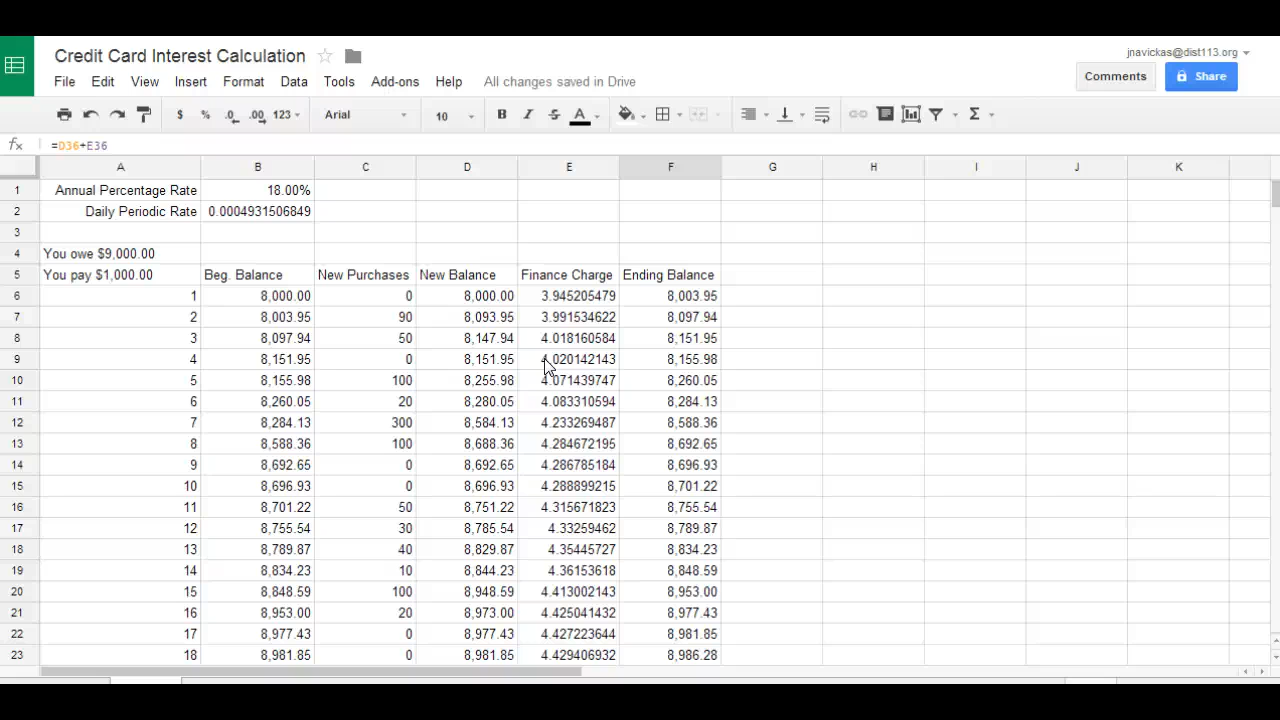 Credit Card Interest Calculation
jnavickas@dist113.org
File Edit View Insert Format Data Tools Add-ons Help All changes saved in Drive
Comments Share
$ % .0 .00 123 Arial 10 B I S A Σ
fx =D36+E36
A B C D E F G H I J K
1 Annual Percentage Rate 18.00%
2 Daily Periodic Rate 0.0004931506849
3
4 You owe $9,000.00
5 You pay $1,000.00 Beg. Balance New Purchases New Balance Finance Charge Ending Balance
6 1 8,000.00 0 8,000.00 3.945205479 8,003.95
7 2 8,003.95 90 8,093.95 3.991534622 8,097.94
8 3 8,097.94 50 8,147.94 4.018160584 8,151.95
9 4 8,151.95 0 8,151.95 4.020142143 8,155.98
10 5 8,155.98 100 8,255.98 4.071439747 8,260.05
11 6 8,260.05 20 8,280.05 4.083310594 8,284.13
12 7 8,284.13 300 8,584.13 4.233269487 8,588.36
13 8 8,588.36 100 8,688.36 4.284672195 8,692.65
14 9 8,692.65 0 8,692.65 4.286785184 8,696.93
15 10 8,696.93 0 8,696.93 4.288899215 8,701.22
16 11 8,701.22 50 8,751.22 4.315671823 8,755.54
17 12 8,755.54 30 8,785.54 4.33259462 8,789.87
18 13 8,789.87 40 8,829.87 4.35445727 8,834.23
19 14 8,834.23 10 8,844.23 4.36153618 8,848.59
20 15 8,848.59 100 8,948.59 4.413002143 8,953.00
21 16 8,953.00 20 8,973.00 4.425041432 8,977.43
22 17 8,977.43 0 8,977.43 4.427223644 8,981.85
23 18 8,981.85 0 8,981.85 4.429406932 8,986.28